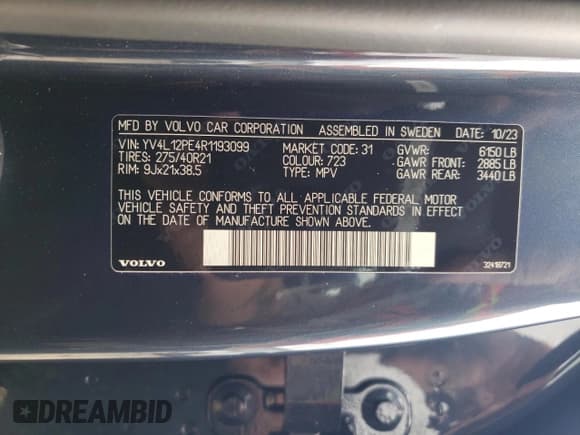 MFD BY VOLVO CAR CORPORATION ASSEMBLED IN SWEDEN DATE: 10/23
VIN: YV4L12PE4R1193099 MARKET CODE: 31 GVWR: 6150 LB
TIRES: 275/40R21 COLOUR: 723 GAWR FRONT: 2885 LB
RIM: 9Jx21x38.5 TYPE: MPV GAWR REAR: 3440 LB
THIS VEHICLE CONFORMS TO ALL APPLICABLE FEDERAL MOTOR
VEHICLE SAFETY AND THEFT PREVENTION STANDARDS IN EFFECT
ON THE DATE OF MANUFACTURE SHOWN ABOVE.
VOLVO 32416721
DREAMBID